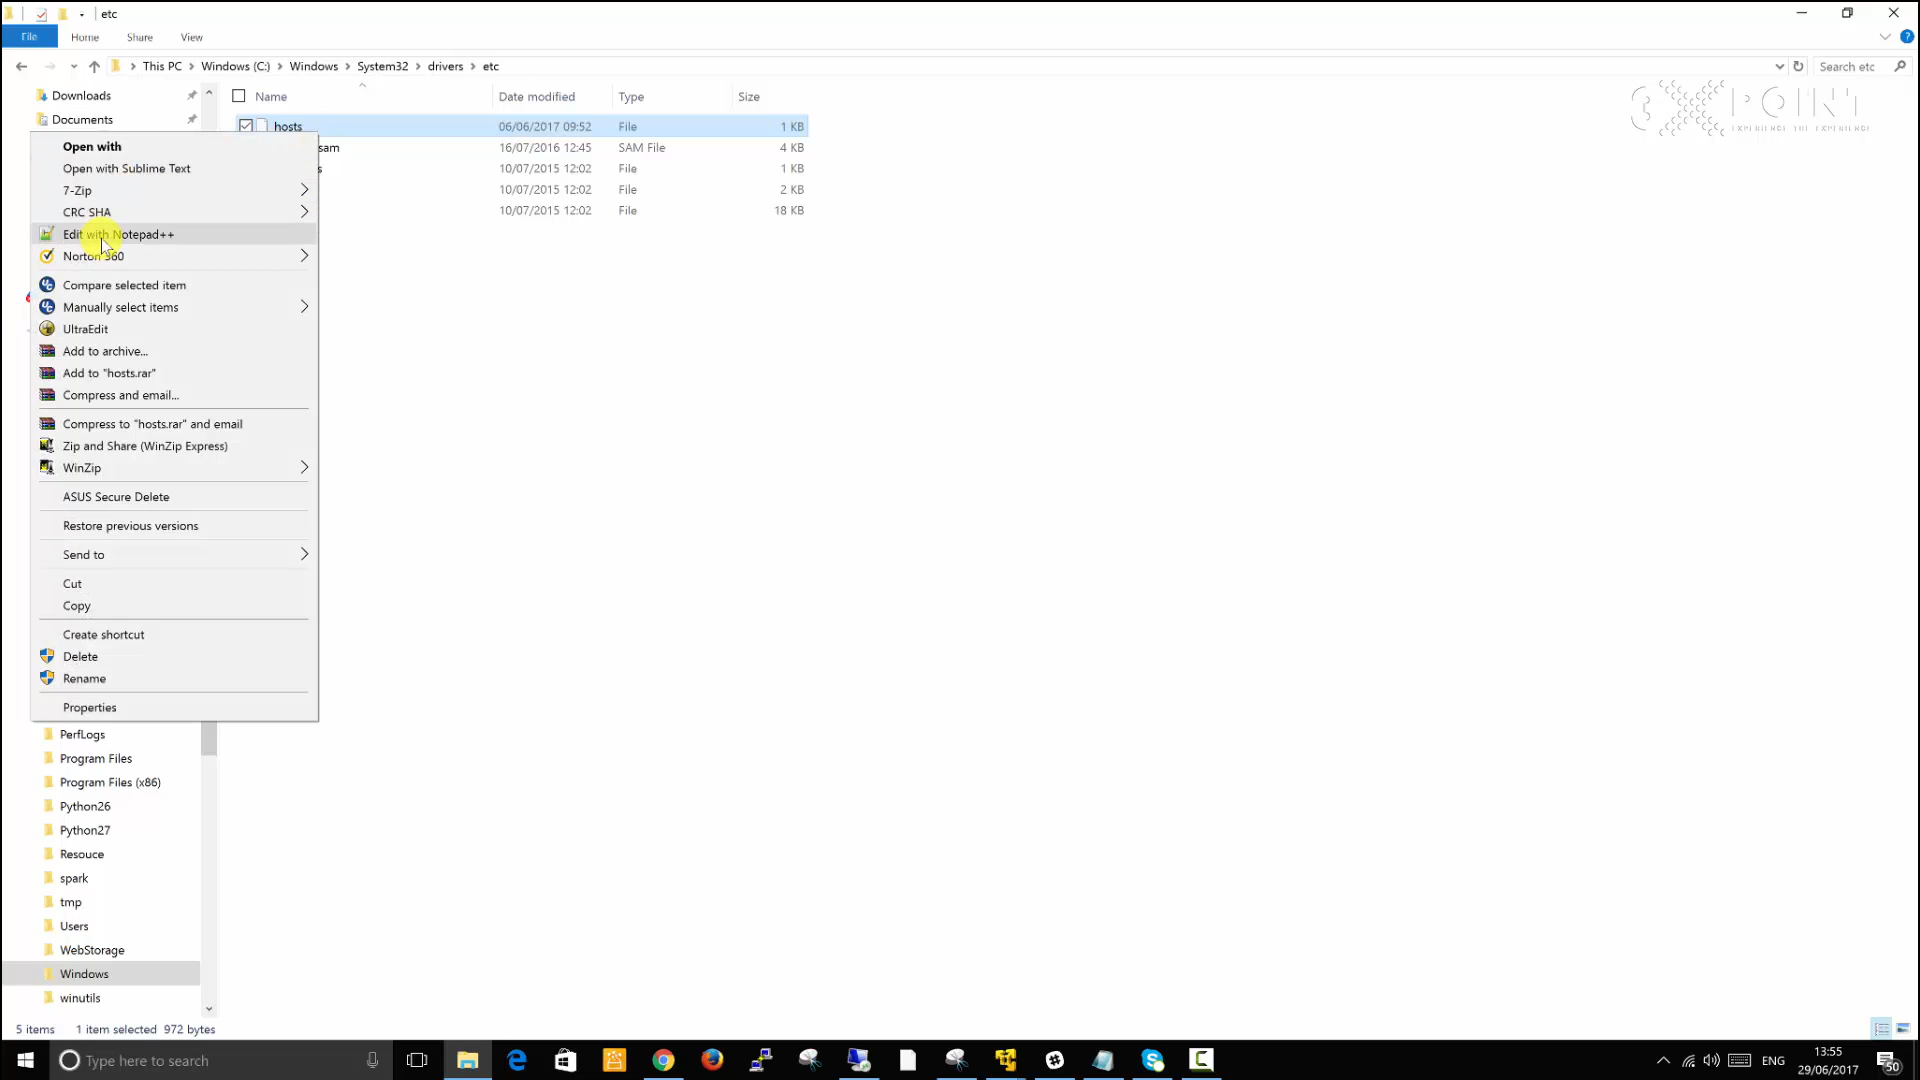 etc
File Home Share View
This PC Windows (C:) Windows System32 drivers etc Search etc
Downloads
Documents
Name Date modified Type Size
hosts 06/06/2017 09:52 File 1 KB
sam 16/07/2016 12:45 SAM File 4 KB
s 10/07/2015 12:02 File 1 KB
10/07/2015 12:02 File 2 KB
10/07/2015 12:02 File 18 KB
Open with
Open with Sublime Text
7-Zip
CRC SHA
Edit with Notepad++
Norton 360
Compare selected item
Manually select items
UltraEdit
Add to archive...
Add to "hosts.rar"
Compress and email...
Compress to "hosts.rar" and email
Zip and Share (WinZip Express)
WinZip
ASUS Secure Delete
Restore previous versions
Send to
Cut
Copy
Create shortcut
Delete
Rename
Properties
PerfLogs
Program Files
Program Files (x86)
Python26
Python27
Resouce
spark
tmp
Users
WebStorage
Windows
winutils
5 items 1 item selected 972 bytes
3XPOINT
EXPERIENCE THE EXPERIENCE
Type here to search
ENG
13:55
29/06/2017
50